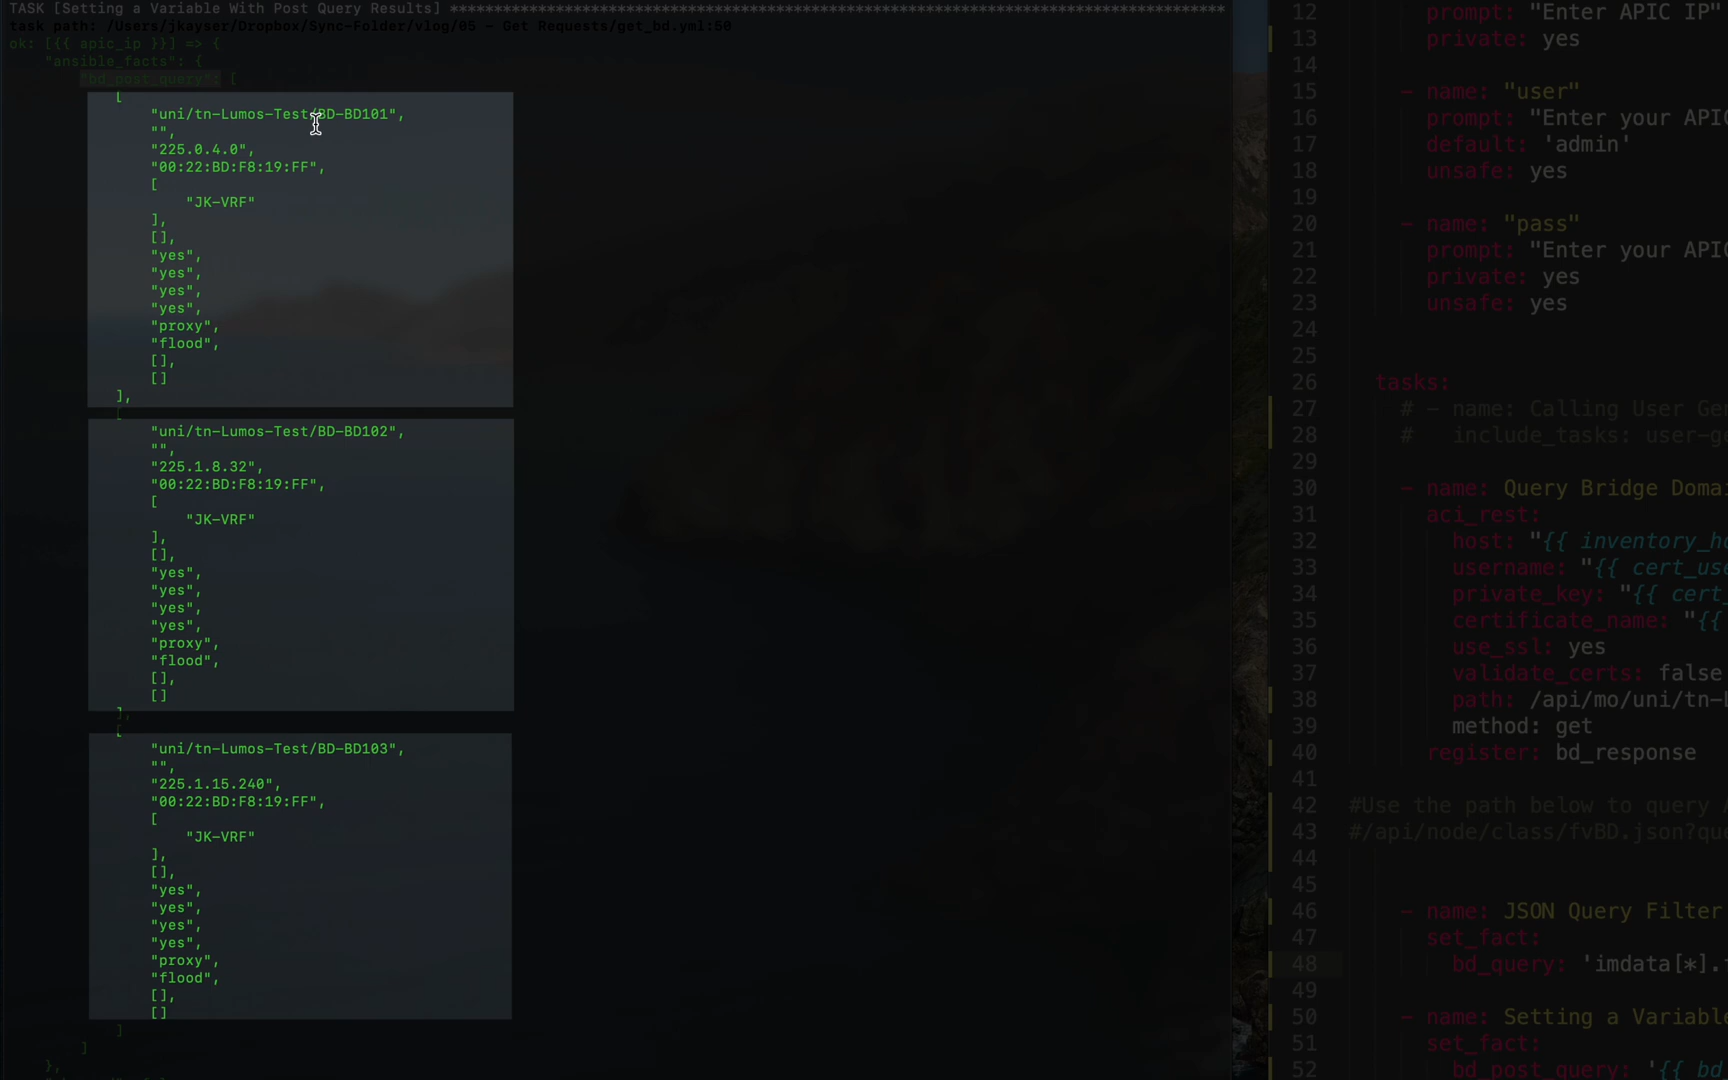 TASK [Setting a Variable With Post Query Results] ****************************************************************************************
task path: /Users/jkayser/Dropbox/Sync-Folder/vlog/05 - Get Requests/get_bd.yml:50
ok: [{{ apic_ip }}] => {
"ansible_facts": {
"bd_post_query": [
[
"uni/tn-Lumos-Test/BD-BD101",
"",
"225.0.4.0",
"00:22:BD:F8:19:FF",
[
"JK-VRF"
],
[],
"yes",
"yes",
"yes",
"yes",
"proxy",
"flood",
[],
[]
],
[
"uni/tn-Lumos-Test/BD-BD102",
"",
"225.1.8.32",
"00:22:BD:F8:19:FF",
[
"JK-VRF"
],
[],
"yes",
"yes",
"yes",
"yes",
"proxy",
"flood",
[],
[]
],
[
"uni/tn-Lumos-Test/BD-BD103",
"",
"225.1.15.240",
"00:22:BD:F8:19:FF",
[
"JK-VRF"
],
[],
"yes",
"yes",
"yes",
"yes",
"proxy",
"flood",
[],
[]
]
]
},
12 prompt: "Enter APIC IP"
13 private: yes
14
15 - name: "user"
16 prompt: "Enter your APIC
17 default: 'admin'
18 unsafe: yes
19
20 - name: "pass"
21 prompt: "Enter your APIC
22 private: yes
23 unsafe: yes
24
25
26 tasks:
27 # - name: Calling User Gen
28 # include_tasks: user-ga
29
30 - name: Query Bridge Domai
31 aci_rest:
32 host: "{{ inventory_ho
33 username: "{{ cert_use
34 private_key: "{{ cert_
35 certificate_name: "{{
36 use_ssl: yes
37 validate_certs: false
38 path: /api/mo/uni/tn-L
39 method: get
40 register: bd_response
41
42 #Use the path below to query
43 #/api/node/class/fvBD.json?que
44
45
46 - name: JSON Query Filter
47 set_fact:
48 bd_query: 'imdata[*].
49
50 - name: Setting a Variable
51 set_fact:
52 bd_post_query: '{{ bd